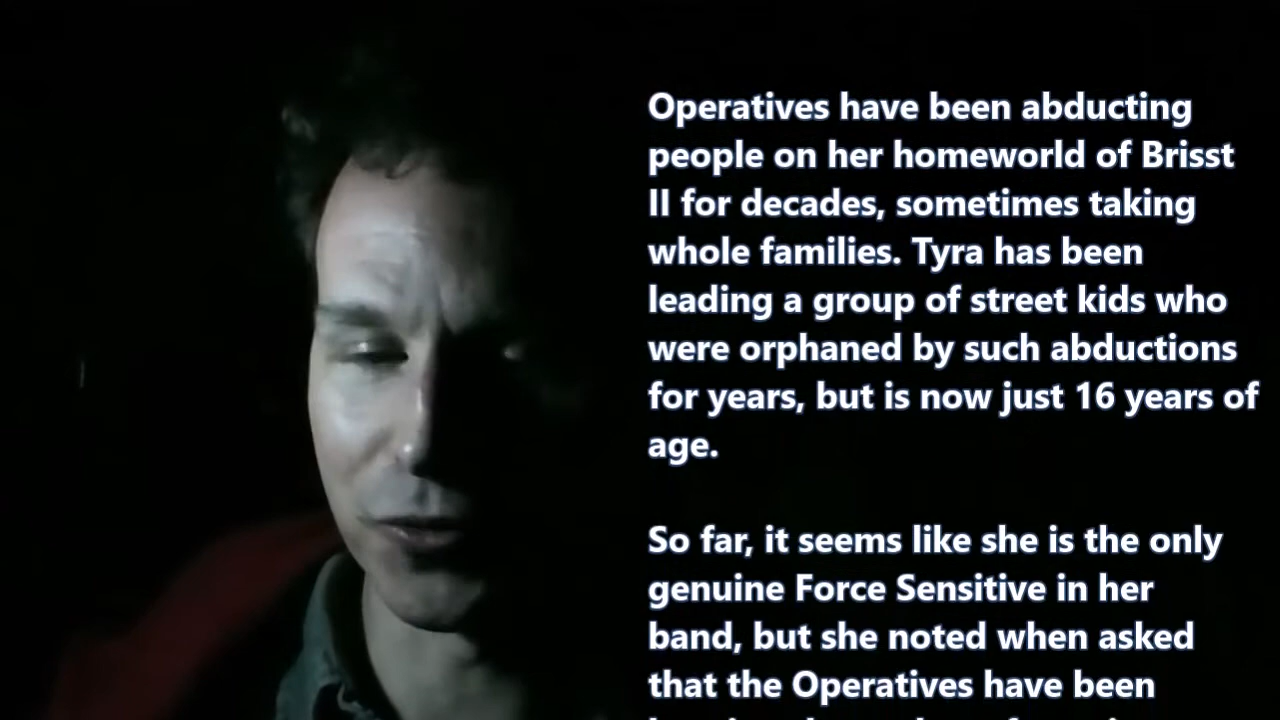 Operatives have been abducting
people on her homeworld of Brisst
II for decades, sometimes taking
whole families. Tyra has been
leading a group of street kids who
were orphaned by such abductions
for years, but is now just 16 years of
age.
So far, it seems like she is the only
genuine Force Sensitive in her
band, but she noted when asked
that the Operatives have been